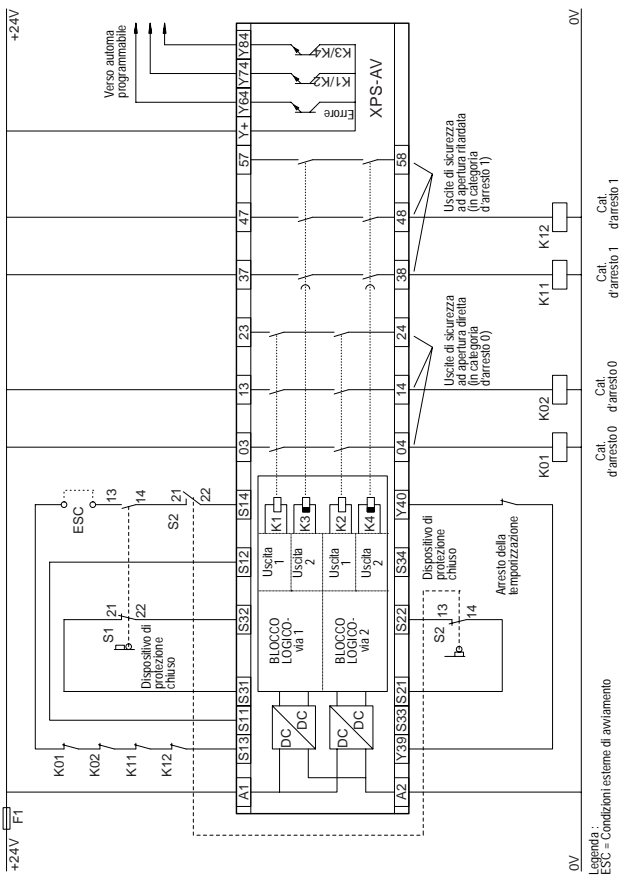 +24V
+24V
F1
K01
K02
K11
K12
S1
21
22
Dispositivo di
protezione
chiuso
ESC
13
14
S2
21
22
Verso automa
programmabile
A1
S13
S11
S31
S32
S12
S14
03
13
23
37
47
57
Y+
Y64
Y74
Y84
DC
DC
DC
DC
BLOCCO
LOGICO-
via 1
BLOCCO
LOGICO-
via 2
Uscita
1
Uscita
2
Uscita
1
Uscita
2
K1
K3
K2
K4
Errore
K1/K2
K3/K4
XPS-AV
A2
Y39
S33
S21
S22
S34
Y40
04
14
24
38
48
58
S2
13
14
Dispositivo di
protezione
chiuso
Arresto della
temporizzazione
Uscite di sicurezza
ad apertura diretta
(in categoria
d'arresto 0)
Uscite di sicurezza
ad apertura ritardata
(in categoria
d'arresto 1)
K01
K02
K11
K12
0V
0V
Cat.
d'arresto 0
Cat.
d'arresto 0
Cat.
d'arresto 1
Cat.
d'arresto 1
Legenda :
ESC = Condizioni esterne di avviamento